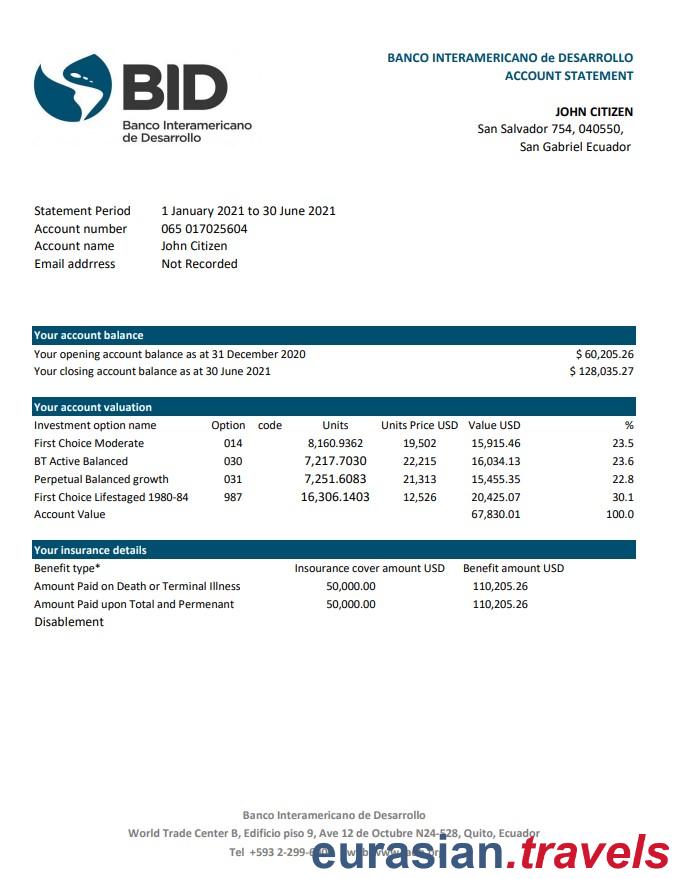 BID
Banco Interamericano
de Desarrollo
BANCO INTERAMERICANO de DESARROLLO
ACCOUNT STATEMENT
JOHN CITIZEN
San Salvador 754, 040550,
San Gabriel Ecuador
Statement Period 1 January 2021 to 30 June 2021
Account number 065 017025604
Account name John Citizen
Email addrress Not Recorded
Your account balance
Your opening account balance as at 31 December 2020 $ 60,205.26
Your closing account balance as at 30 June 2021 $ 128,035.27
Your account valuation
Investment option name Option code Units Units Price USD Value USD %
First Choice Moderate 014 8,160.9362 19,502 15,915.46 23.5
BT Active Balanced 030 7,217.7030 22,215 16,034.13 23.6
Perpetual Balanced growth 031 7,251.6083 21,313 15,455.35 22.8
First Choice Lifestaged 1980-84 987 16,306.1403 12,526 20,425.07 30.1
Account Value 67,830.01 100.0
Your insurance details
Benefit type* Insourance cover amount USD Benefit amount USD
Amount Paid on Death or Terminal Illness 50,000.00 110,205.26
Amount Paid upon Total and Permenant 50,000.00 110,205.26
Disablement
Banco Interamericano de Desarrollo
World Trade Center B, Edificio piso 9, Ave 12 de Octubre N24-528, Quito, Ecuador
Tel +593 2-299-
eurasian.travels